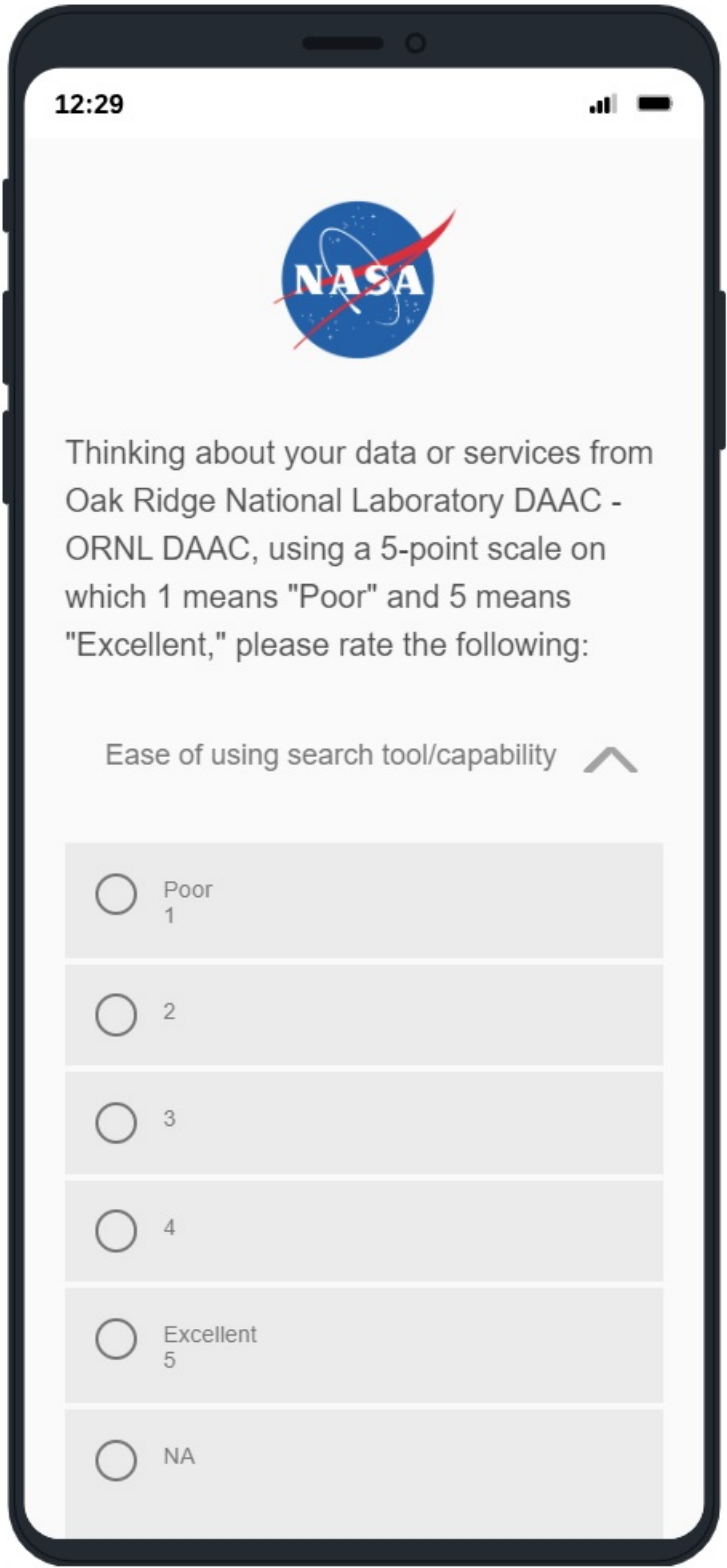 12:29
NASA
Thinking about your data or services from
Oak Ridge National Laboratory DAAC -
ORNL DAAC, using a 5-point scale on
which 1 means "Poor" and 5 means
"Excellent," please rate the following:
Ease of using search tool/capability
Poor
1
2
3
4
Excellent
5
NA